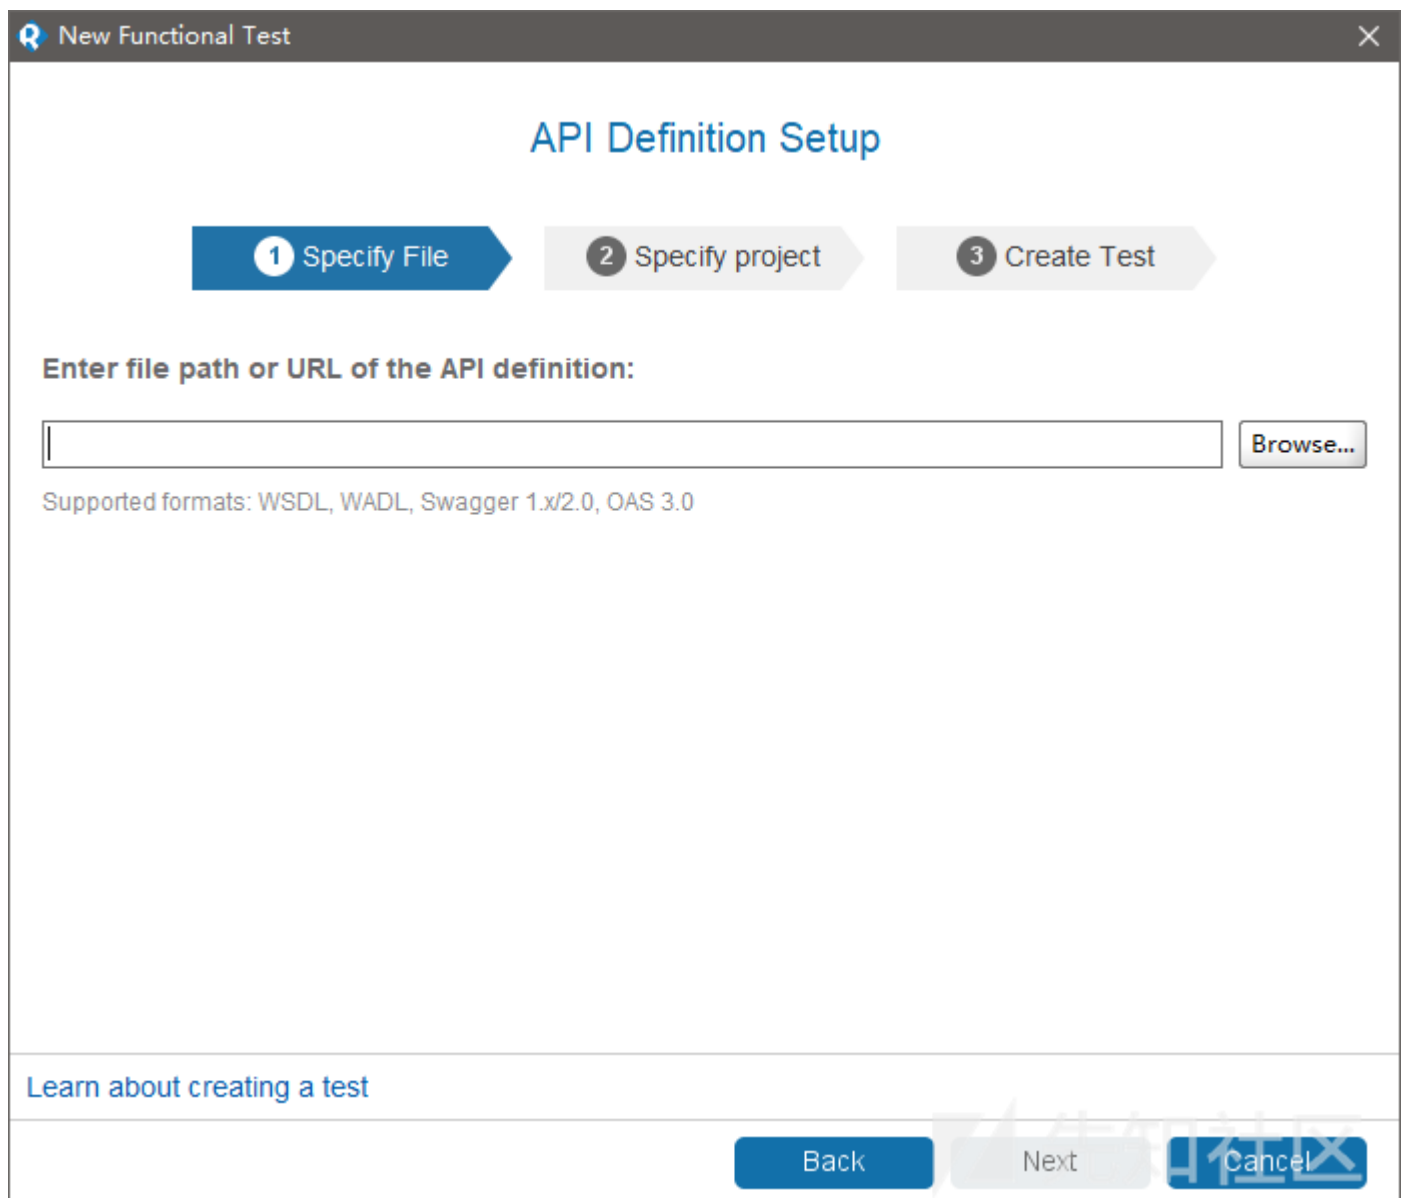 New Functional Test
API Definition Setup
1 Specify File
2 Specify project
3 Create Test
Enter file path or URL of the API definition:
Browse...
Supported formats: WSDL, WADL, Swagger 1.x/2.0, OAS 3.0
Learn about creating a test
Back
Next
Cancel
先知社区